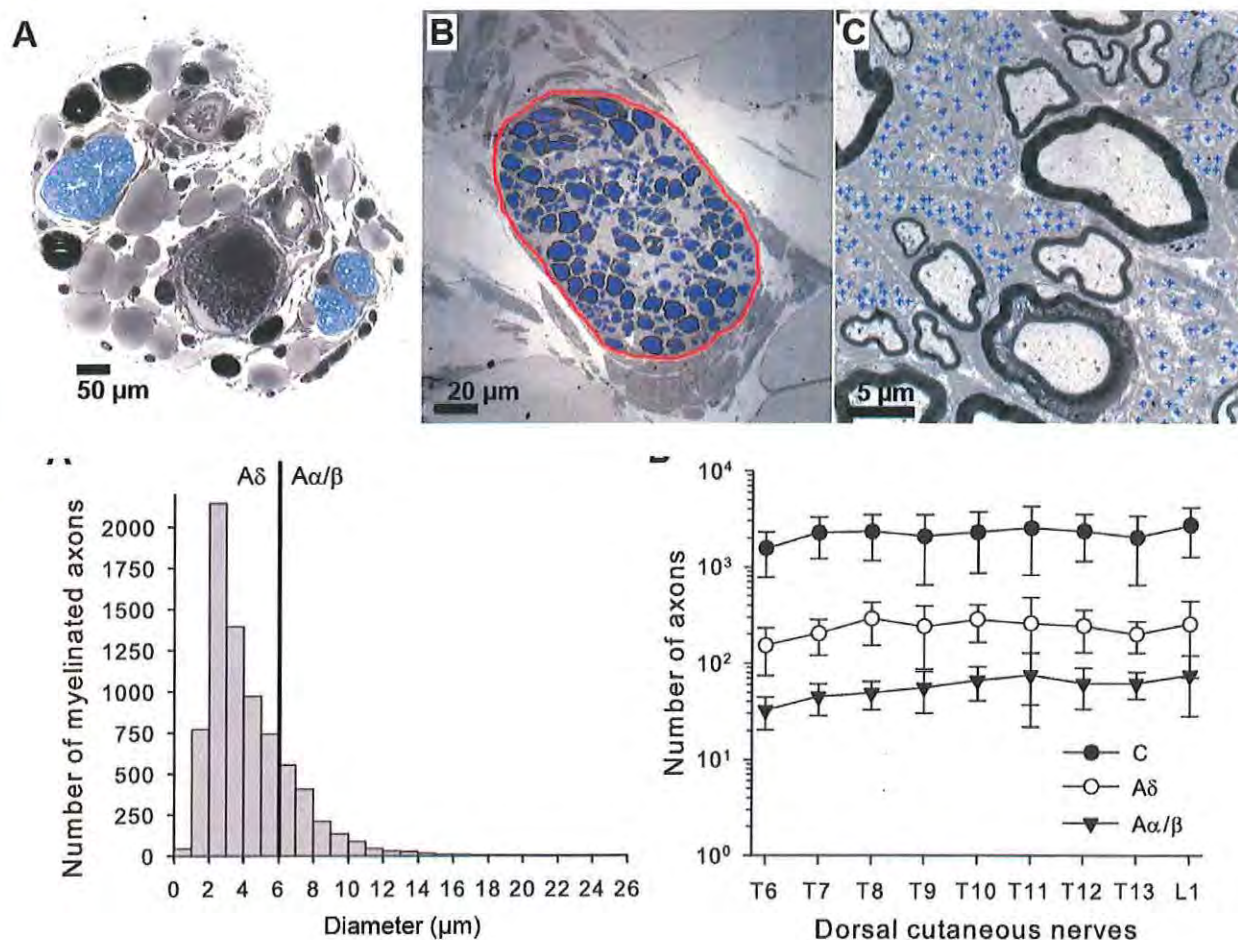 A
B
C
50 µm
20 µm
5 µm
Aδ
Aα/β
Number of myelinated axons
2000
1750
1500
1250
1000
750
500
250
0
0 2 4 6 8 10 12 14 16 18 20 22 24 26
Diameter (µm)
Number of axons
10⁴
10³
10²
10¹
10⁰
C
Aδ
Aα/β
T6 T7 T8 T9 T10 T11 T12 T13 L1
Dorsal cutaneous nerves